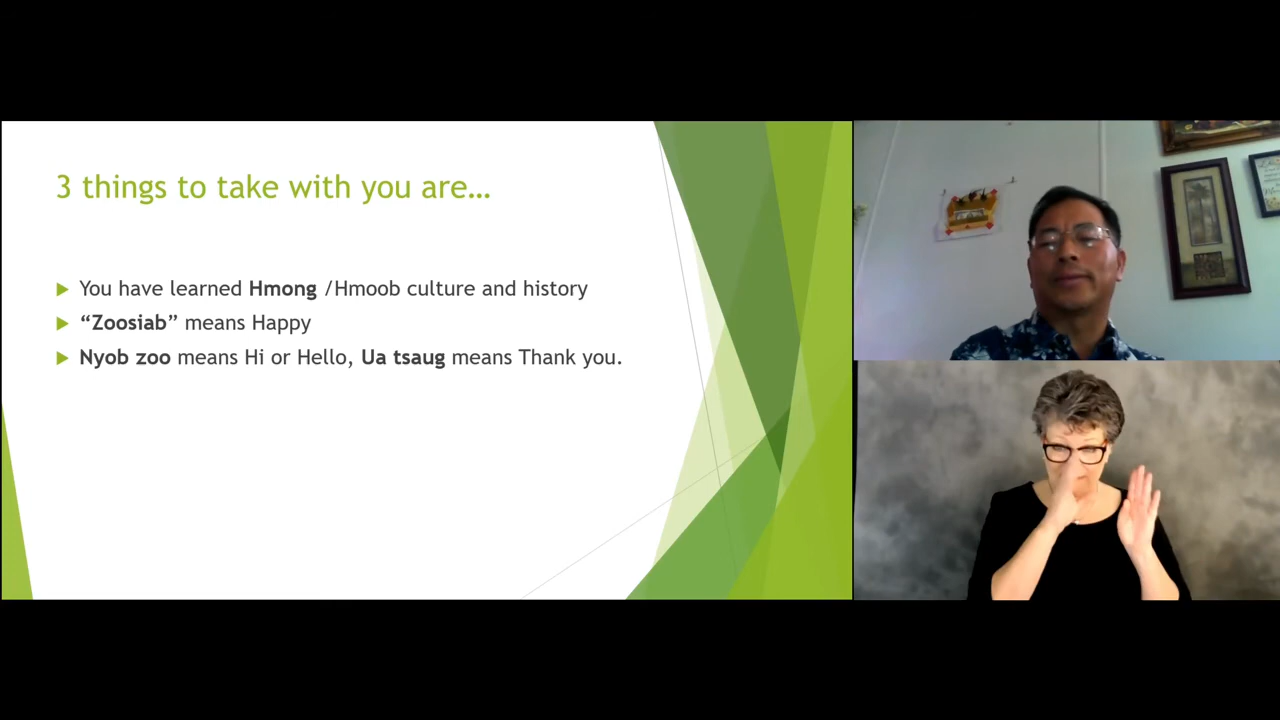 3 things to take with you are…
You have learned Hmong /Hmoob culture and history
“Zoosiab” means Happy
Nyob zoo means Hi or Hello, Ua tsaug means Thank you.